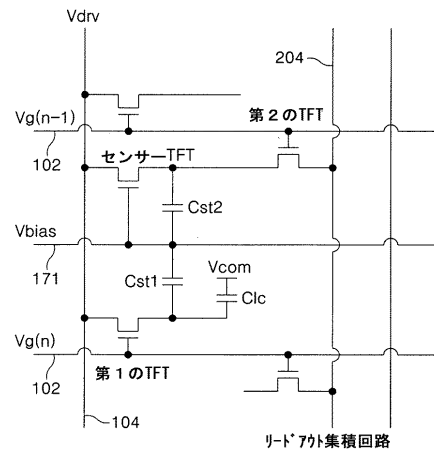 Vdrv
204
Vg(n-1)
第2のTFT
102
センサーTFT
Cst2
Vbias
171
Cst1
Vcom
Clc
Vg(n)
102
第1のTFT
104
ﾘｰﾄﾞｱｳﾄ集積回路